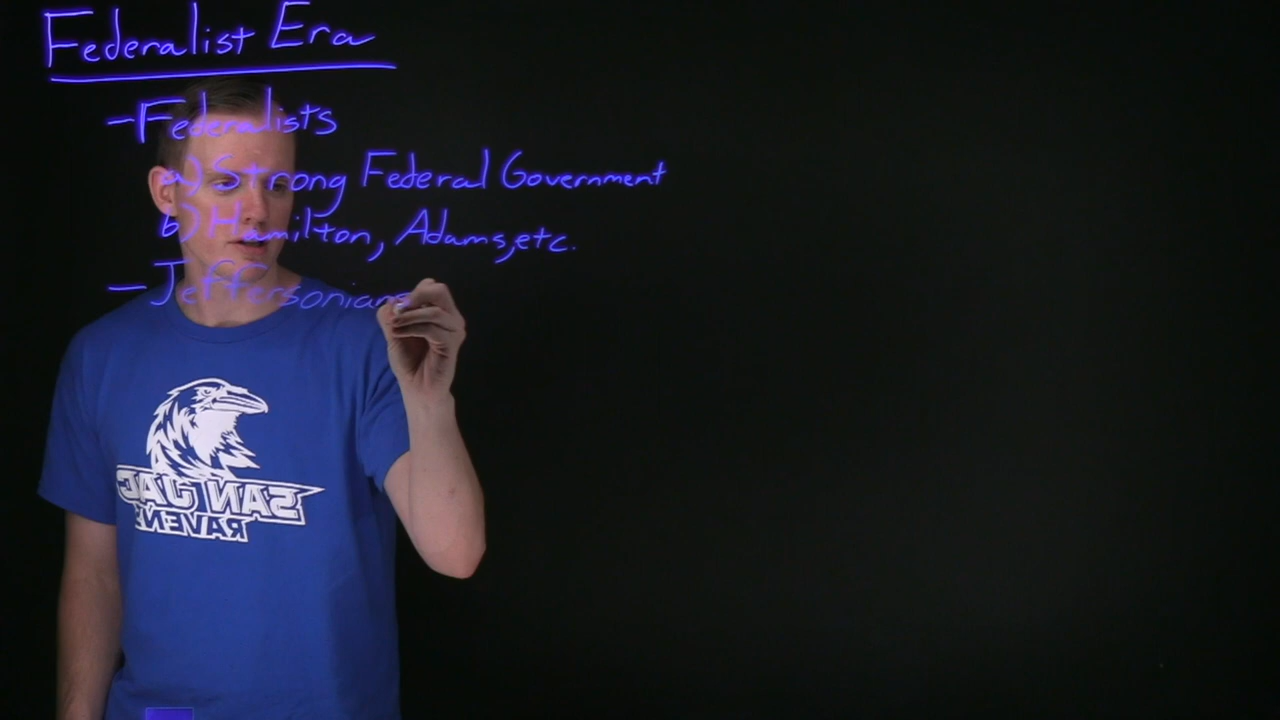 Federalist Era
- Federalists
a) Strong Federal Government
b) Hamilton, Adams, etc.
- Jeffersonians
SAN JAC
RAVENS